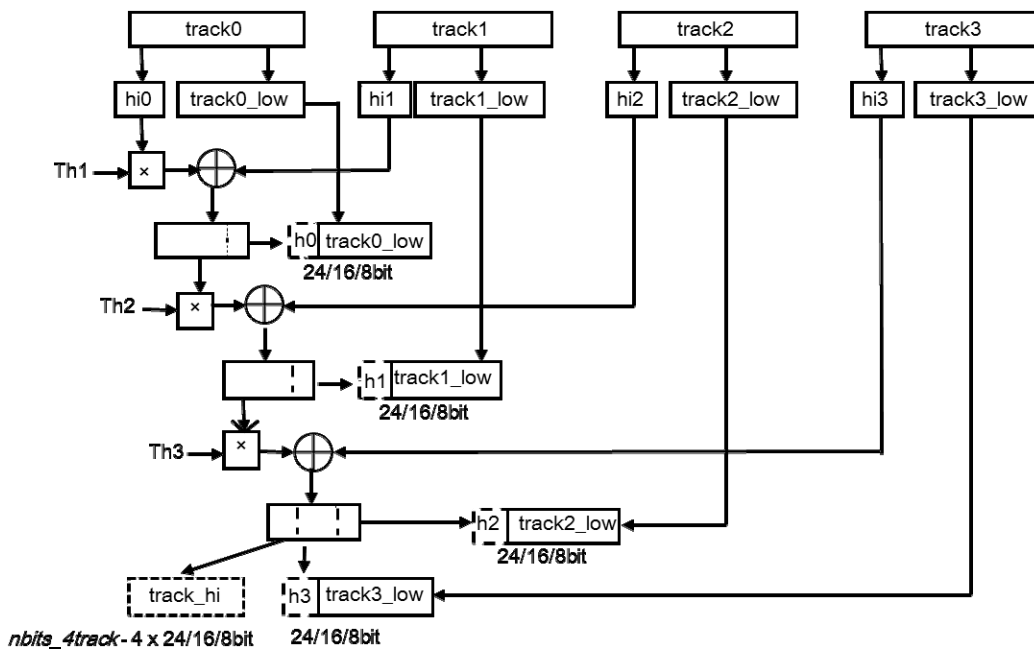 track0 track1 track2 track3
hi0 track0_low hi1 track1_low hi2 track2_low hi3 track3_low
Th1 ×
h0 track0_low
24/16/8bit
Th2 ×
h1 track1_low
24/16/8bit
Th3 ×
h2 track2_low
24/16/8bit
track_hi h3 track3_low
nbits_4track - 4 x 24/16/8bit 24/16/8bit